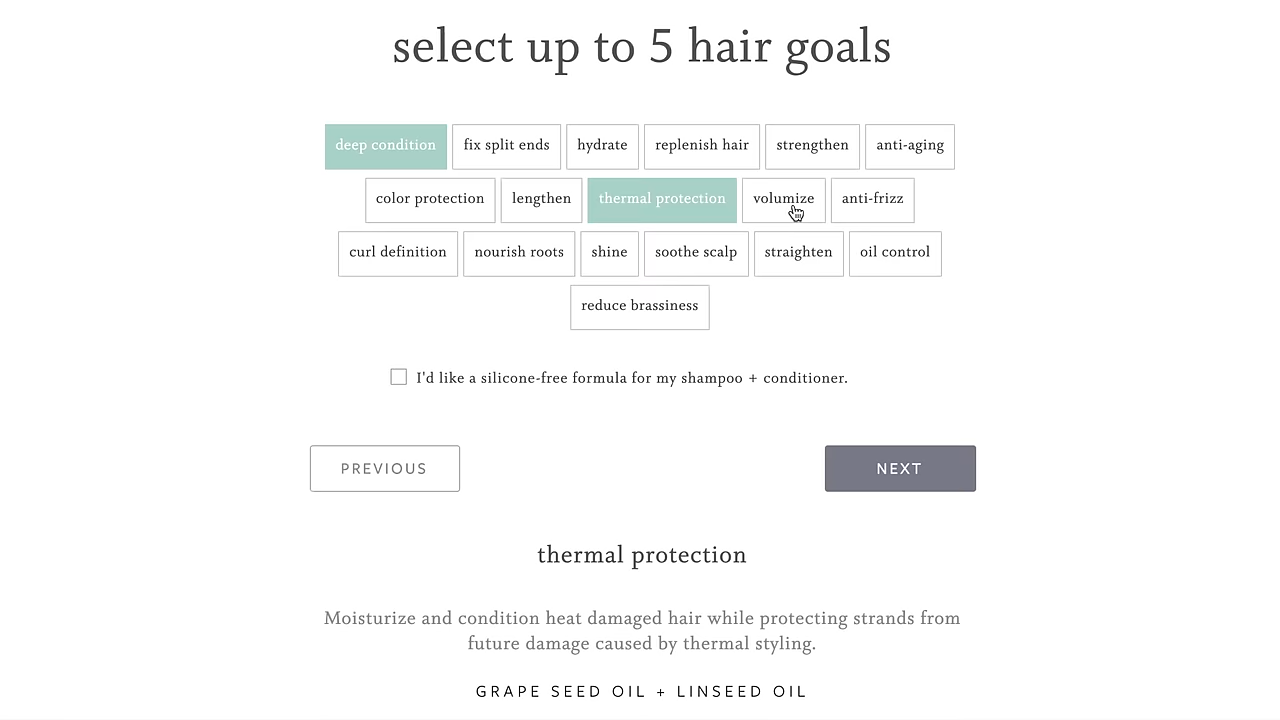 select up to 5 hair goals
deep condition fix split ends hydrate replenish hair strengthen anti-aging
color protection lengthen thermal protection volumize anti-frizz
curl definition nourish roots shine soothe scalp straighten oil control
reduce brassiness
I'd like a silicone-free formula for my shampoo + conditioner.
PREVIOUS NEXT
thermal protection
Moisturize and condition heat damaged hair while protecting strands from
future damage caused by thermal styling.
GRAPE SEED OIL + LINSEED OIL